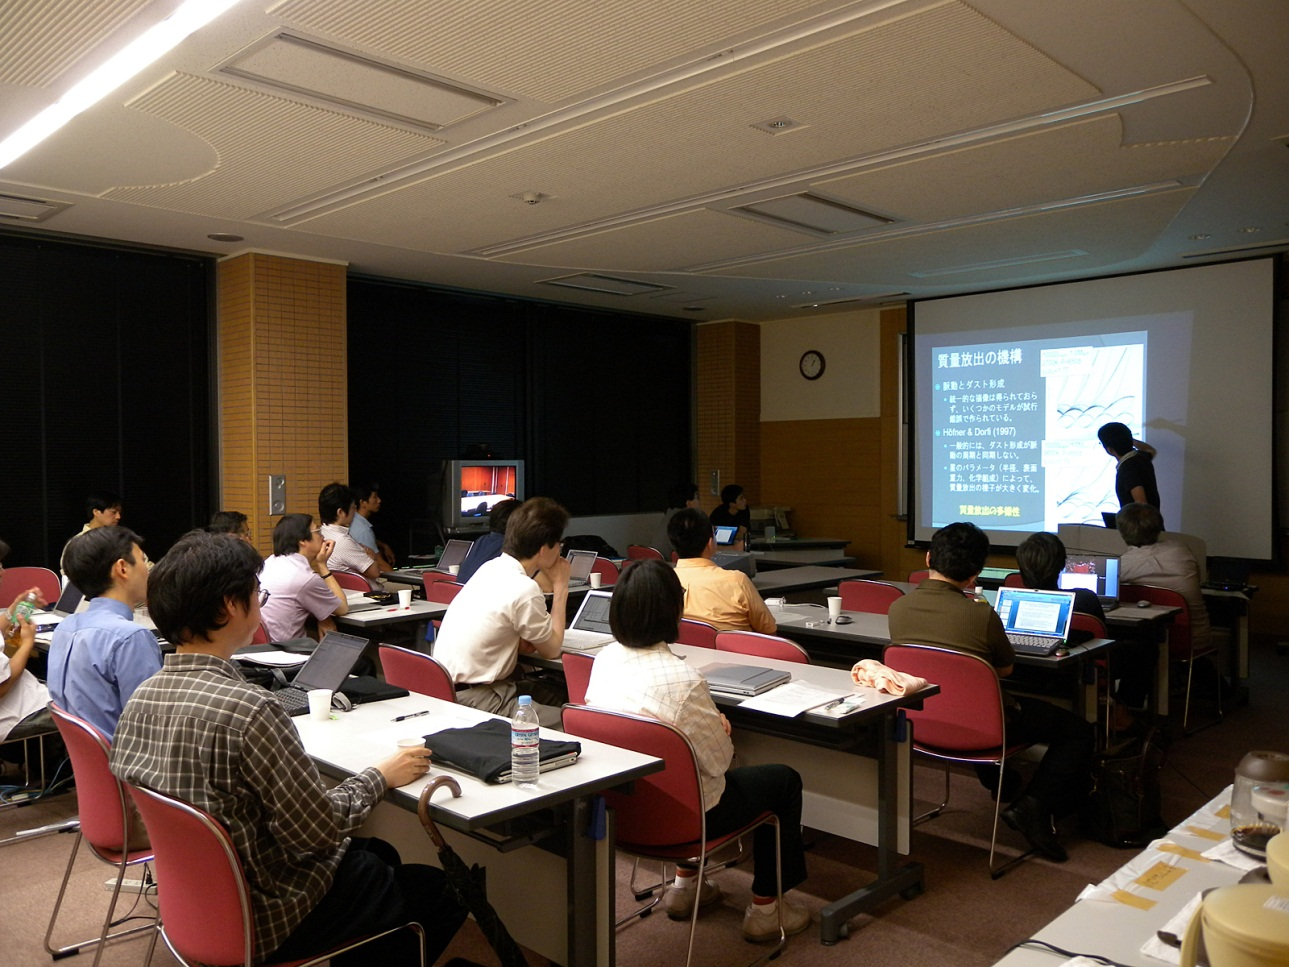 質量放出の機構
脈動とダスト形成
統一的な描像は得られておら
ず、いくつかのモデルが試行
錯誤で作られている。
Höfner & Dorfi (1997)
一般的には、ダスト形成が脈
動の周期と同期しない。
星のパラメータ（半径、表面
重力、化学組成）によって、
質量放出の様子が大きく変化。
質量放出の多様性